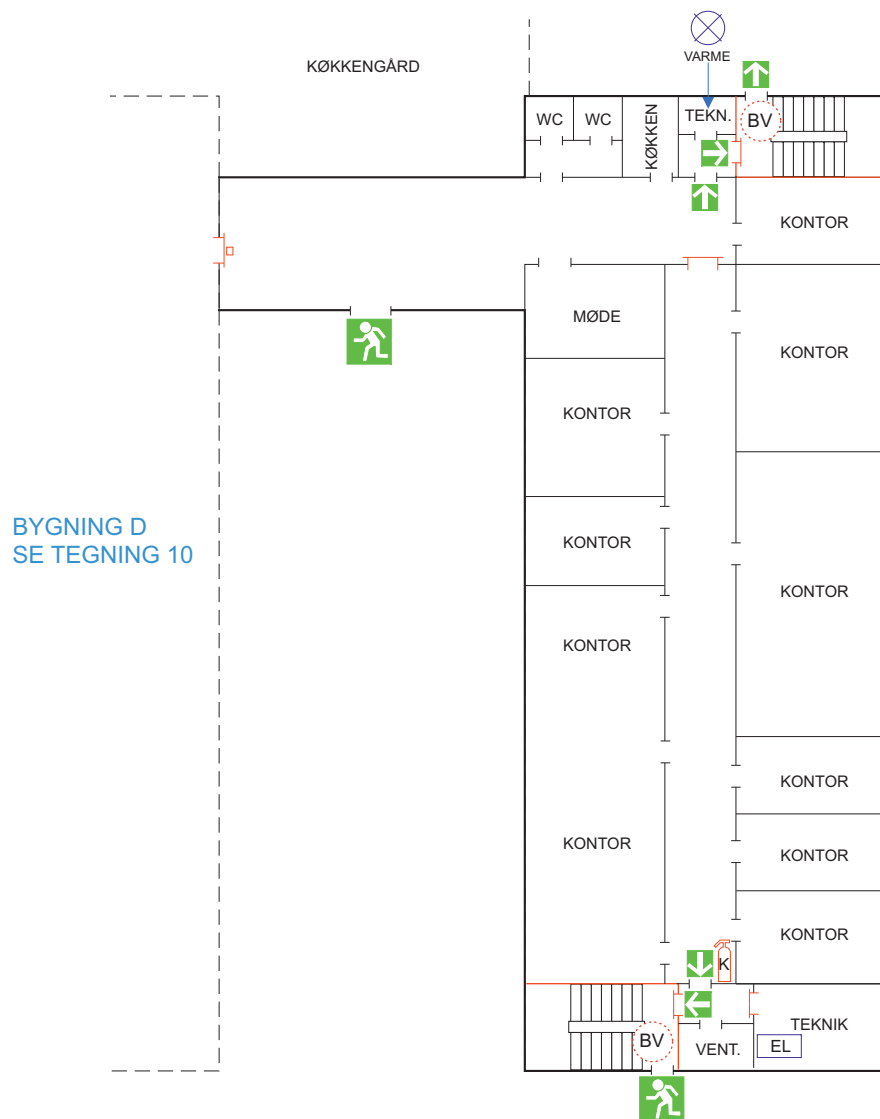 KØKKENGÅRD
VARME
WC
WC
KØKKEN
TEKN.
BV
KONTOR
MØDE
KONTOR
KONTOR
BYGNING D
SE TEGNING 10
KONTOR
KONTOR
KONTOR
KONTOR
KONTOR
KONTOR
KONTOR
K
BV
VENT.
EL
TEKNIK
KONTOR